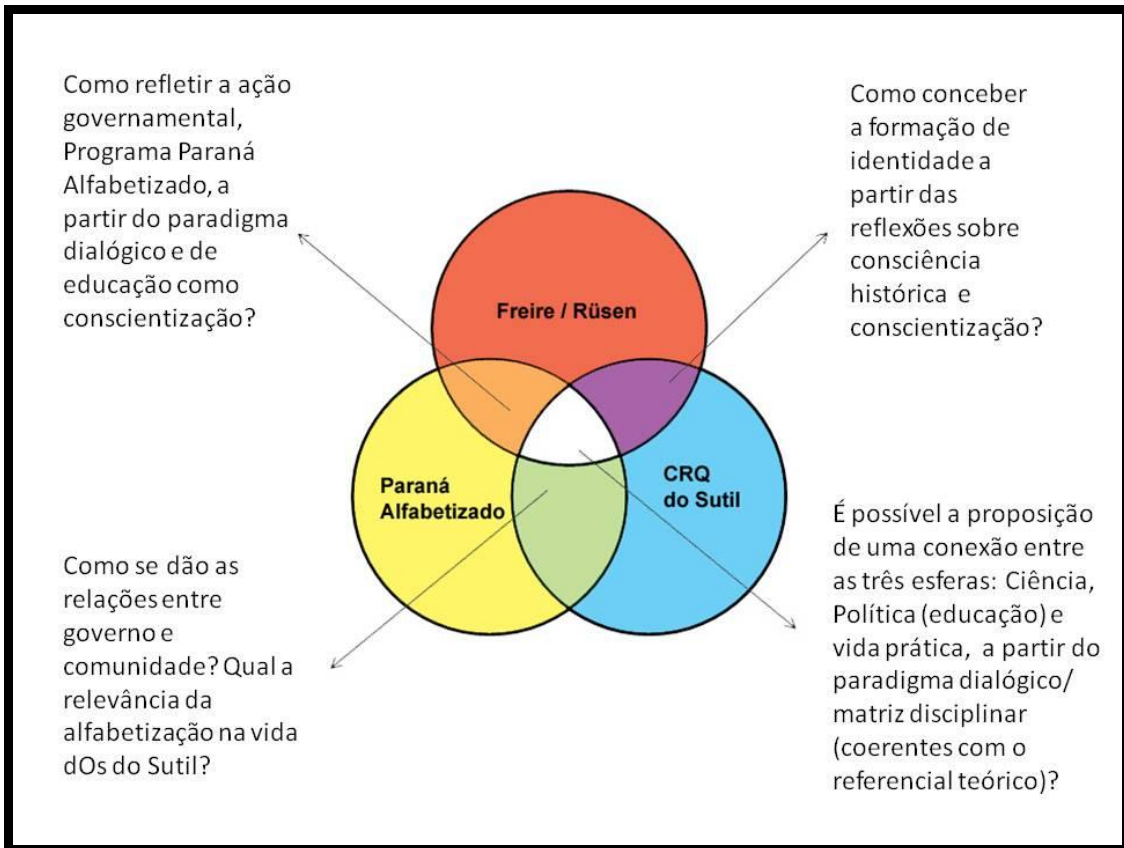 Como refletir a ação
governamental,
Programa Paraná
Alfabetizado, a
partir do paradigma
dialógico e de
educação como
conscientização?
Como conceber
a formação de
identidade a
partir das
reflexões sobre
consciência
histórica e
conscientização?
Freire / Rüsen
Paraná
Alfabetizado
CRQ
do Sutil
Como se dão as
relações entre
governo e
comunidade? Qual a
relevância da
alfabetização na vida
dOs do Sutil?
É possível a proposição
de uma conexão entre
as três esferas: Ciência,
Política (educação) e
vida prática, a partir do
paradigma dialógico/
matriz disciplinar
(coerentes com o
referencial teórico)?